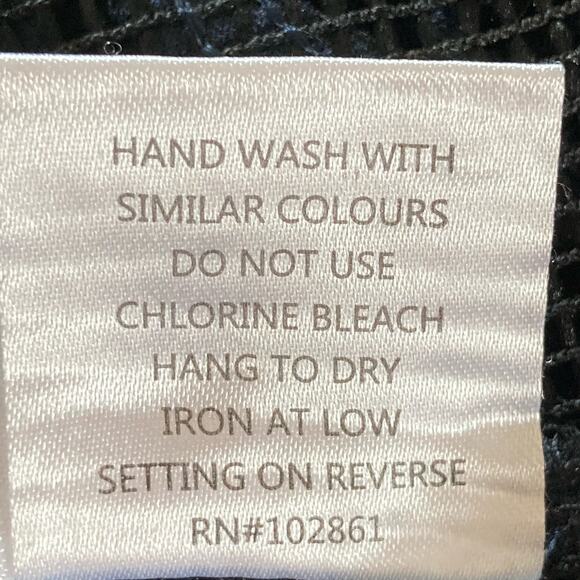 HAND WASH WITH
SIMILAR COLOURS
DO NOT USE
CHLORINE BLEACH
HANG TO DRY
IRON AT LOW
SETTING ON REVERSE
RN#102861